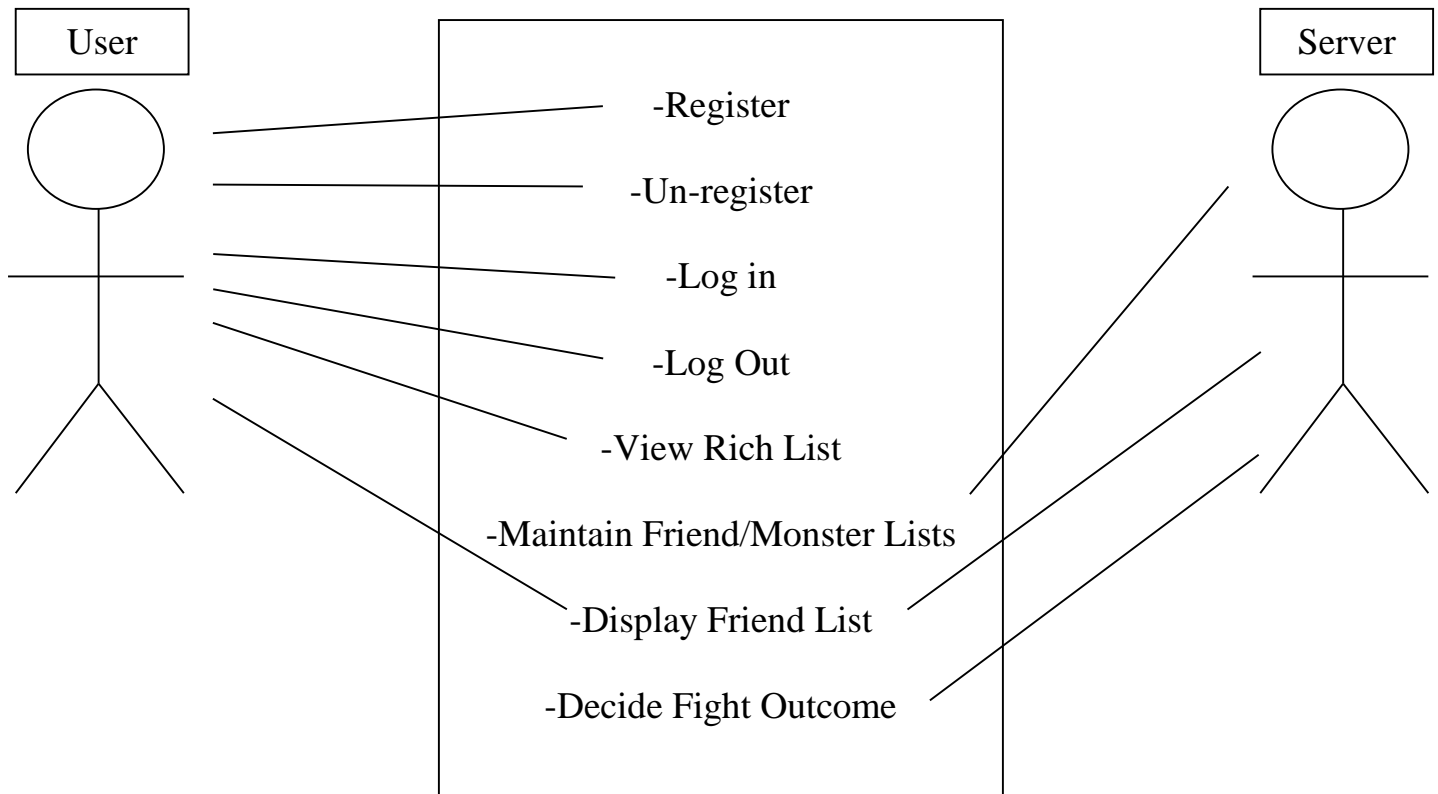 User
Server
-Register
-Un-register
-Log in
-Log Out
-View Rich List
-Maintain Friend/Monster Lists
-Display Friend List
-Decide Fight Outcome